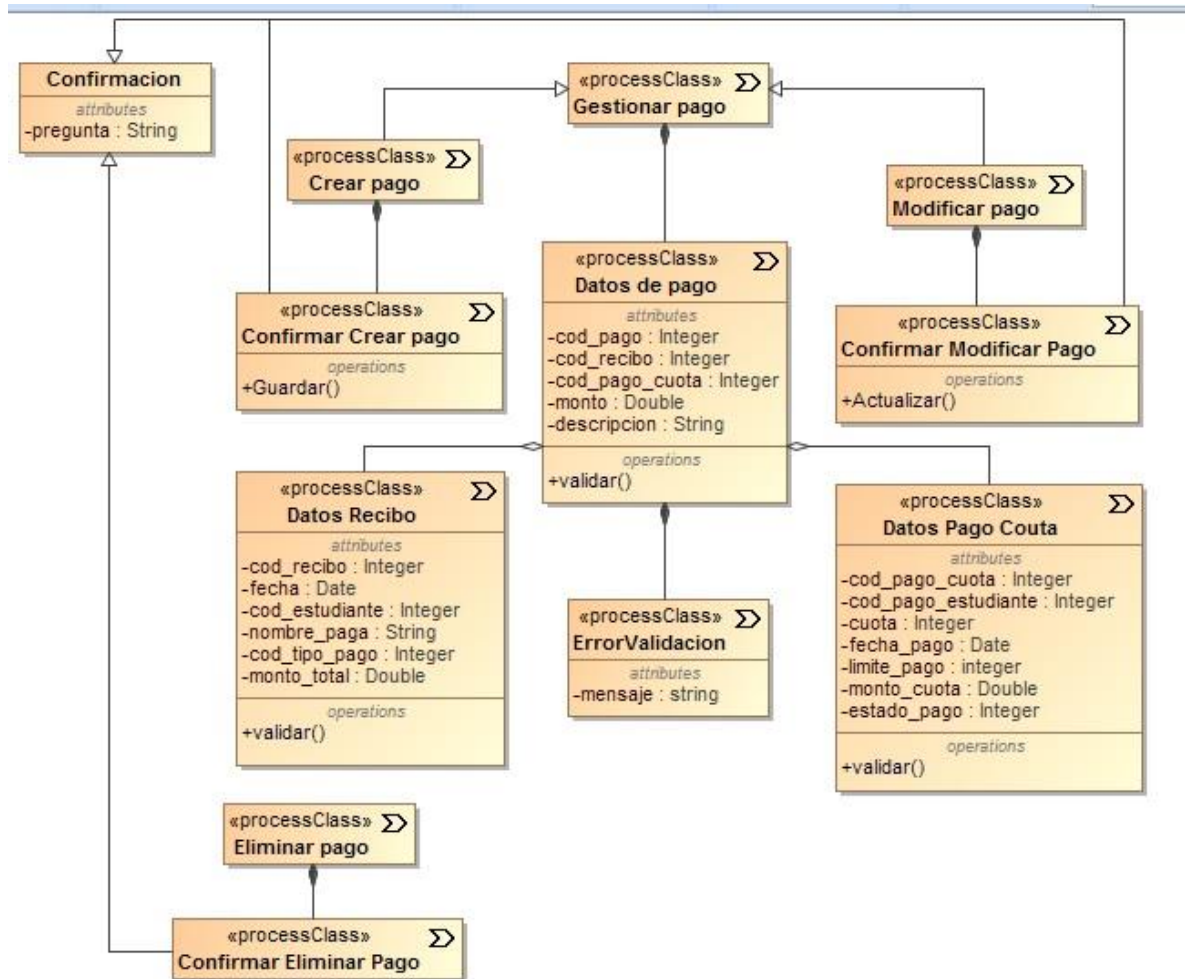 Confirmacion
attributes
-pregunta : String
«processClass»
Gestionar pago
«processClass»
Crear pago
«processClass»
Modificar pago
«processClass»
Datos de pago
attributes
-cod_pago : Integer
-cod_recibo : Integer
-cod_pago_cuota : Integer
-monto : Double
-descripcion : String
operations
+validar()
«processClass»
Confirmar Crear pago
operations
+Guardar()
«processClass»
Confirmar Modificar Pago
operations
+Actualizar()
«processClass»
Datos Recibo
attributes
-cod_recibo : Integer
-fecha : Date
-cod_estudiante : Integer
-nombre_paga : String
-cod_tipo_pago : Integer
-monto_total : Double
operations
+validar()
«processClass»
ErrorValidacion
attributes
-mensaje : string
«processClass»
Datos Pago Couta
attributes
-cod_pago_cuota : Integer
-cod_pago_estudiante : Integer
-cuota : Integer
-fecha_pago : Date
-limite_pago : integer
-monto_cuota : Double
-estado_pago : Integer
operations
+validar()
«processClass»
Eliminar pago
«processClass»
Confirmar Eliminar Pago